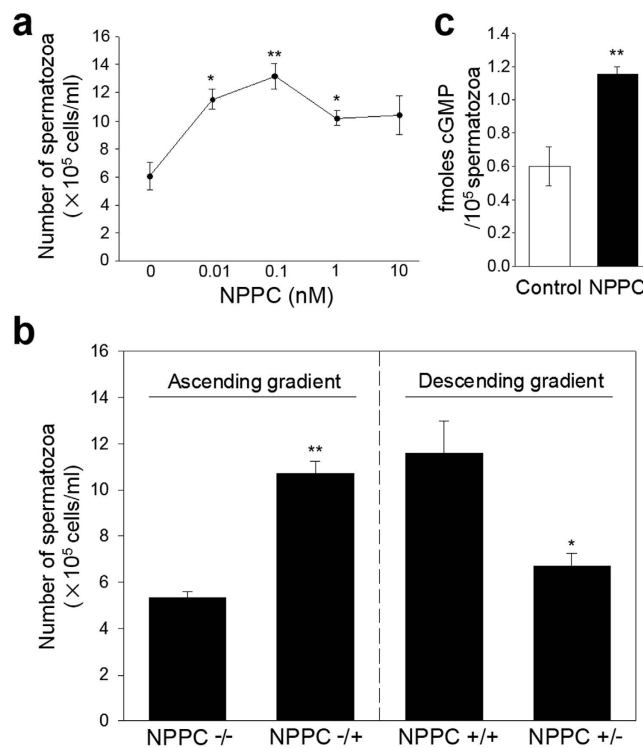 a
Number of spermatozoa
(×10⁵ cells/ml)
16
14
12
10
8
6
4
2
0
*
**
*
0 0.01 0.1 1 10
NPPC (nM)
c
fmoles cGMP
/10⁵ spermatozoa
1.4
1.2
1.0
0.8
0.6
0.4
0.2
0.0
**
Control NPPC
b
Number of spermatozoa
(×10⁵ cells/ml)
16
14
12
10
8
6
4
2
0
Ascending gradient
Descending gradient
**
*
NPPC -/- NPPC -/+ NPPC +/+ NPPC +/-